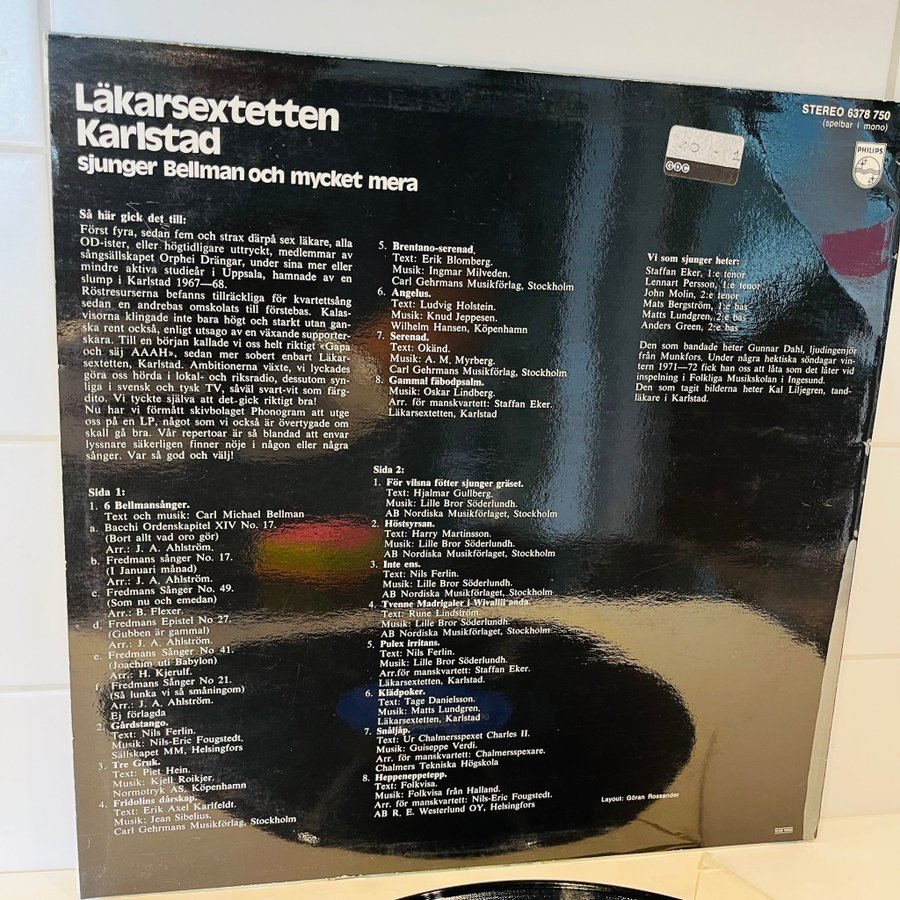 Läkarsextetten
Karlstad
sjunger Bellman och mycket mera
STEREO 6378 750
(spelbar i mono)
PHILIPS
20 - 1
GDC
Så här gick det till:
Först fyra, sedan fem och strax därpå sex läkare, alla
OD-ister, eller högtidligare uttryckt, medlemmar av
sångsällskapet Orphei Drängar, under sina mer eller
mindre aktiva studieår i Uppsala, hamnade av en
slump i Karlstad 1967—68.
Röstresurserna befanns tillräckliga för kvartettsång
sedan en andrebas omskolats till förstebas. Kalas-
visorna klingade inte bara högt och starkt utan gan-
ska rent också, enligt utsago av en växande supporter-
skara. Till en början kallade vi oss helt riktigt «Gapa
och säj AAAH», sedan mer sobert enbart Läkar-
sextetten, Karlstad. Ambitionerna växte, vi lyckades
göra oss hörda i lokal- och riksradio, dessutom syn-
liga i svensk och tysk TV, såväl svart-vit som färg-
dito. Vi tyckte själva att det gick riktigt bra!
Nu har vi förmått skivbolaget Phonogram att utge
oss på en LP, något som vi också är övertygade om
skall gå bra. Vår repertoar är så blandad att envar
lyssnare säkerligen finner nöje i någon eller några
sånger. Var så god och välj!
Sida 1:
1. 6 Bellmansånger.
Text och musik: Carl Michael Bellman
a. Bacchi Ordenskapitel XIV No. 17.
(Bort allt vad oro gör)
Arr.: J. A. Ahlström.
b. Fredmans sånger No. 17.
(I Januari månad)
Arr.: J. A. Ahlström.
c. Fredmans Sånger No. 49.
(Som nu och emedan)
Arr.: B. Flexer.
d. Fredmans Epistel No 27.
(Gubben är gammal)
Arr.: J. A. Ahlström.
e. Fredmans Sånger No 41.
(Joachim uti Babylon)
Arr.: H. Kjerulf.
f. Fredmans Sånger No 21.
(Så lunka vi så småningom)
Arr.: J. A. Ahlström.
Ej förlagda
2. Gårdstango.
Text: Nils Ferlin.
Musik: Nils-Eric Fougstedt,
Sällskapet MM, Helsingfors
3. Tre Gruk.
Text: Piet Hein.
Musik: Kjell Roikjer.
Normotryk AS, Köpenhamn
4. Fridolins dårskap.
Text: Erik Axel Karlfeldt.
Musik: Jean Sibelius.
Carl Gehrmans Musikförlag, Stockholm
5. Brentano-serenad.
Text: Erik Blomberg.
Musik: Ingmar Milveden.
Carl Gehrmans Musikförlag, Stockholm
6. Angelus.
Text: Ludvig Holstein.
Musik: Knud Jeppesen.
Wilhelm Hansen, Köpenhamn
7. Serenad.
Text: Okänd.
Musik: A. M. Myrberg.
Carl Gehrmans Musikförlag, Stockholm
8. Gammal fäbodpsalm.
Musik: Oskar Lindberg.
Arr. för manskvartett: Staffan Eker.
Läkarsextetten, Karlstad
Sida 2:
1. För vilsna fötter sjunger gräset.
Text: Hjalmar Gullberg.
Musik: Lille Bror Söderlundh.
AB Nordiska Musikförlaget, Stockholm
2. Höstsyrsan.
Text: Harry Martinsson.
Musik: Lille Bror Söderlundh.
AB Nordiska Musikförlaget, Stockholm
3. Inte ens.
Text: Nils Ferlin.
Musik: Lille Bror Söderlundh.
AB Nordiska Musikförlaget, Stockholm
4. Tvenne Madrigaler i Wivallii anda.
Text: Rune Lindström.
Musik: Lille Bror Söderlundh.
AB Nordiska Musikförlaget, Stockholm
5. Pulex irritans.
Text: Nils Ferlin.
Musik: Lille Bror Söderlundh.
Arr.för manskvartett: Staffan Eker.
Läkarsextetten, Karlstad.
6. Klädpoker.
Text: Tage Danielsson.
Musik: Matts Lundgren,
Läkarsextetten, Karlstad
7. Snåljåp.
Text: Ur Chalmersspexet Charles II.
Musik: Guiseppe Verdi.
Arr. för manskvartett: Chalmersspexare.
Chalmers Tekniska Högskola
8. Heppeneppetepp.
Text: Folkvisa.
Musik: Folkvisa från Halland.
Arr. för manskvartett: Nils-Eric Fougstedt.
AB R. E. Westerlund OY, Helsingfors
Vi som sjunger heter:
Staffan Eker, 1:e tenor
Lennart Persson, 1:e tenor
John Molin, 2:e tenor
Mats Bergström, 1:e bas
Matts Lundgren, 2:e bas
Anders Green, 2:e bas
Den som bandade heter Gunnar Dahl, ljudingenjör
från Munkfors. Under några hektiska söndagar vin-
tern 1971—72 fick han oss att låta som det låter vid
inspelning i Folkliga Musikskolan i Ingesund.
Den som tagit bilderna heter Kal Liljegren, tand-
läkare i Karlstad.
Layout: Göran Rossander